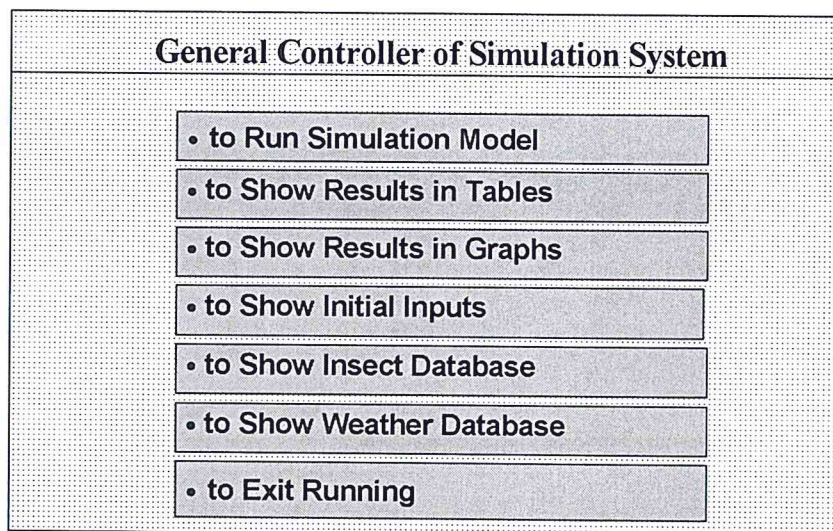 General Controller of Simulation System
• to Run Simulation Model
• to Show Results in Tables
• to Show Results in Graphs
• to Show Initial Inputs
• to Show Insect Database
• to Show Weather Database
• to Exit Running